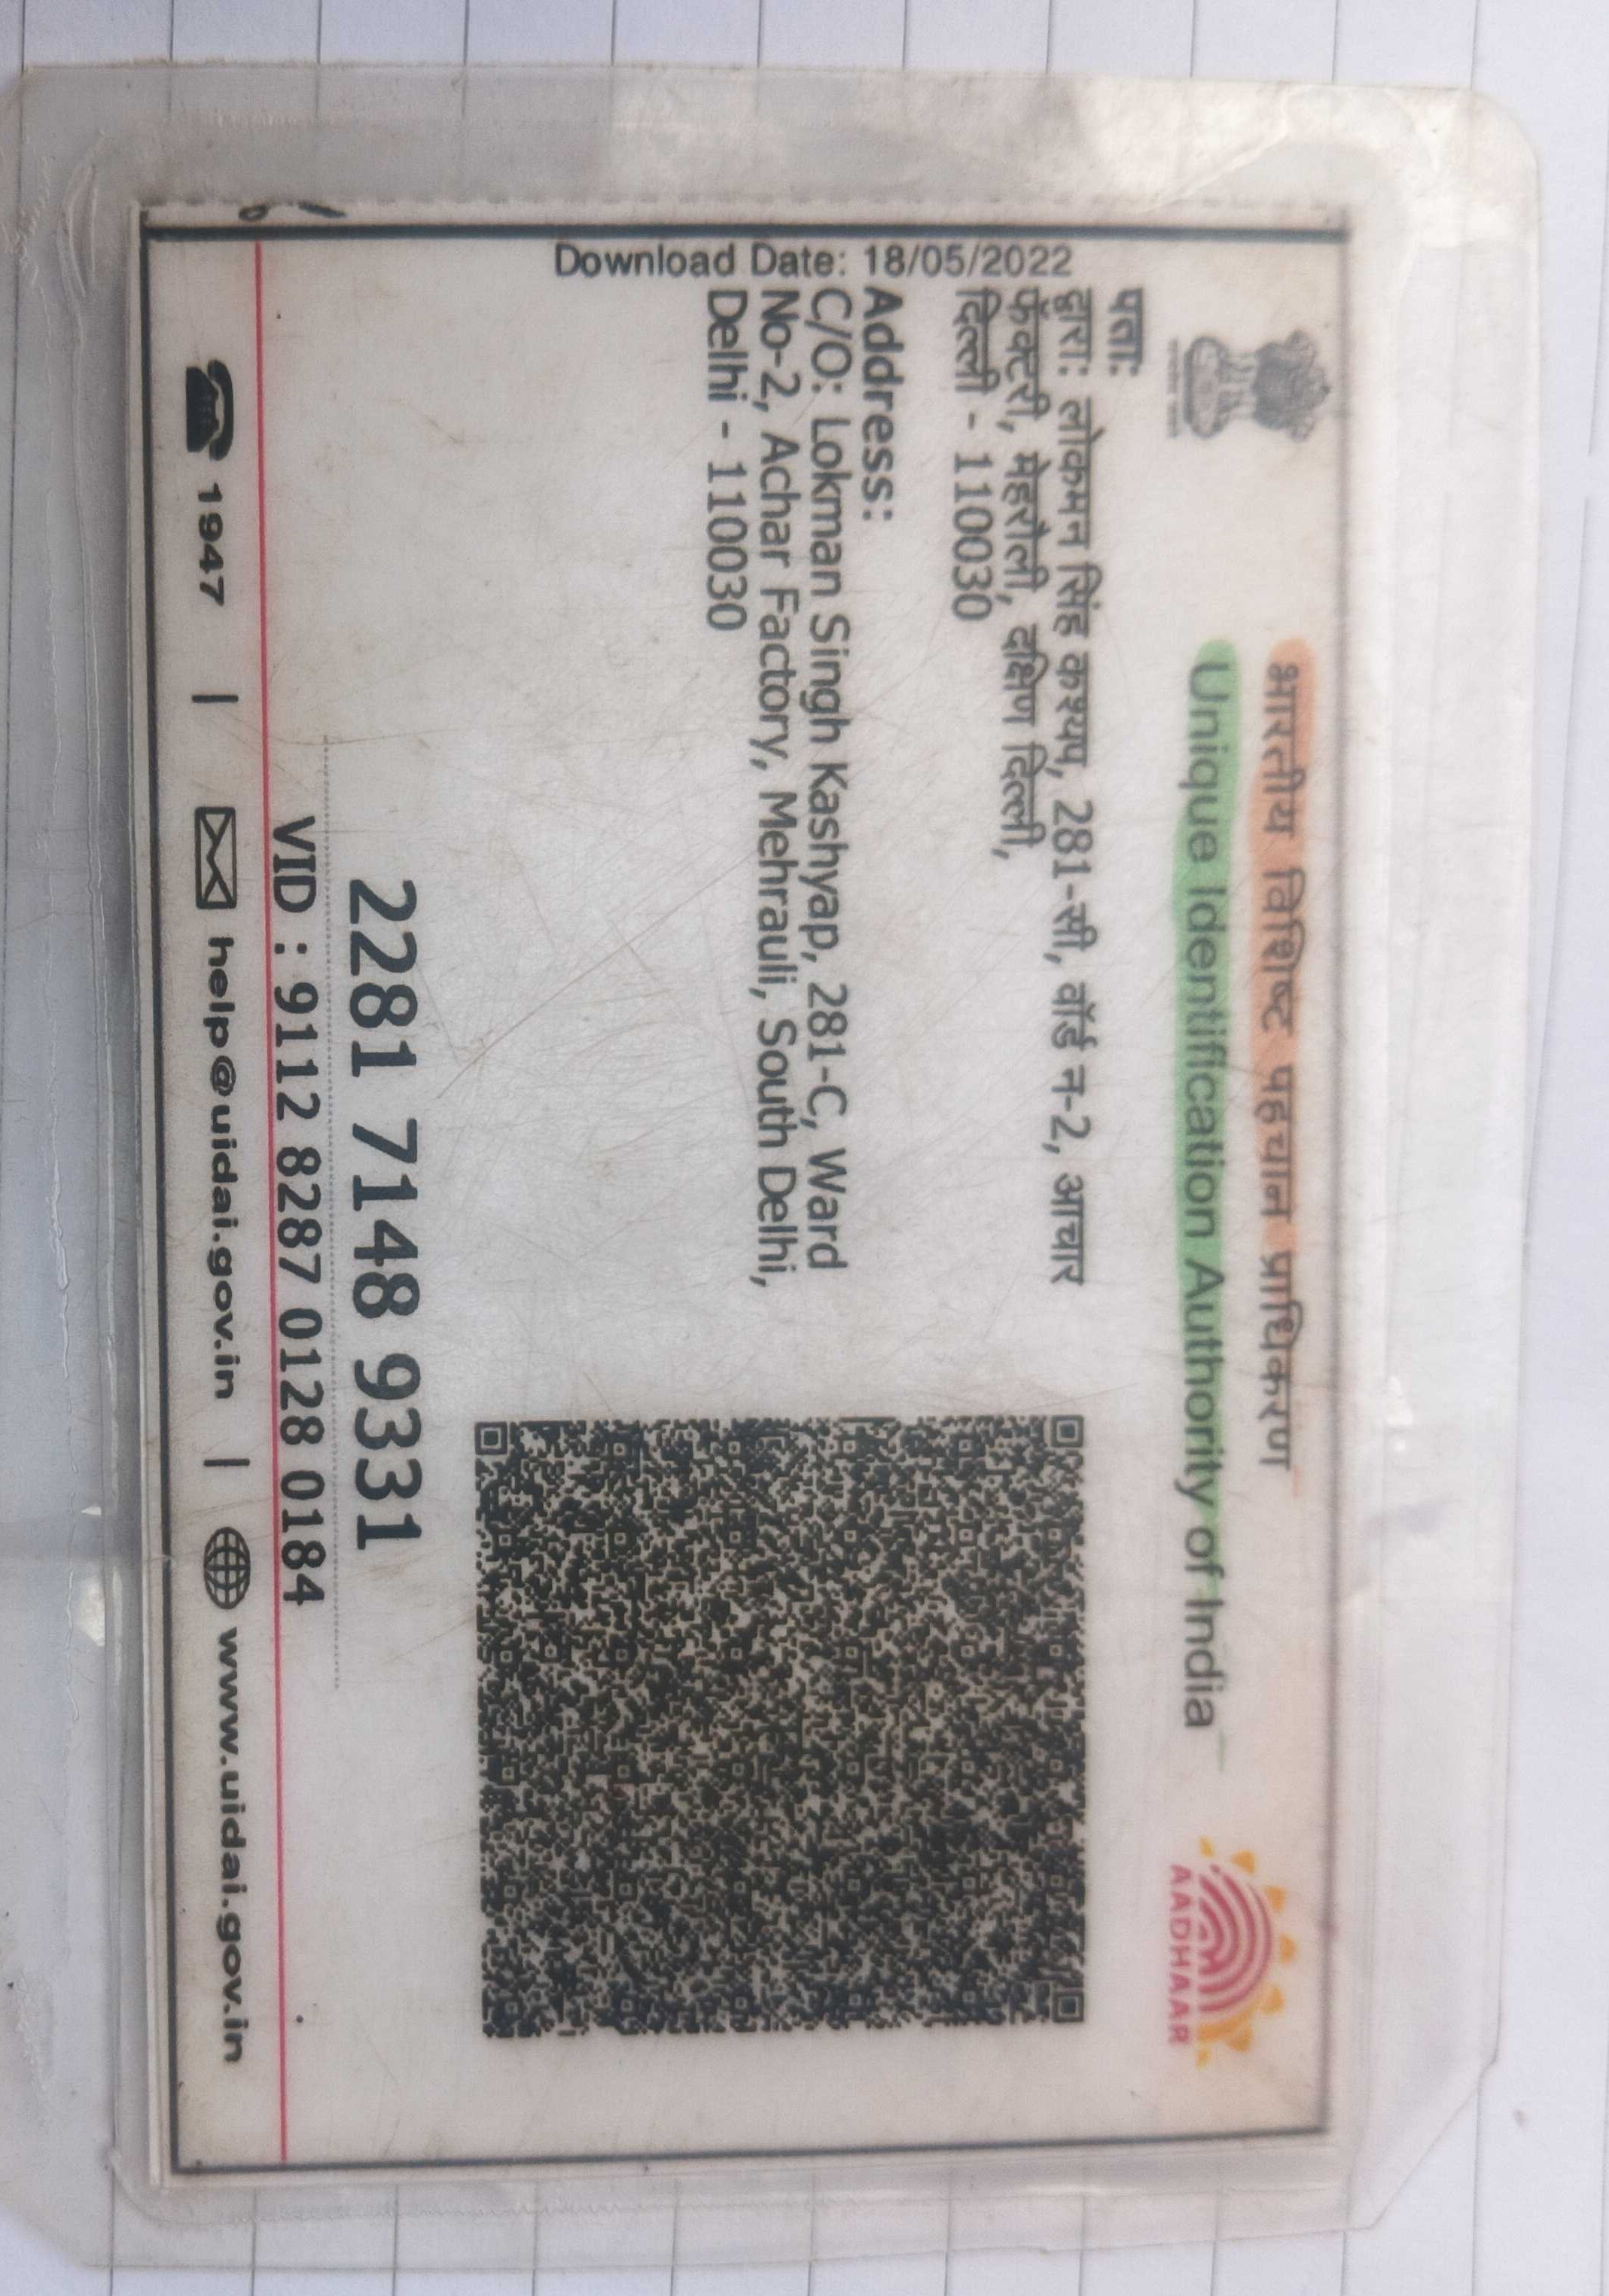 भारतीय विशिष्ट पहचान प्राधिकरण
Unique Identification Authority of India
AADHAAR
Download Date: 18/05/2022
पता:
द्वारा: लोकमन सिंह कश्यप, 281-सी, वॉर्ड न-2, आचार
फॅक्टरी, मेहरौली, दक्षिण दिल्ली,
दिल्ली - 110030
Address:
C/O: Lokman Singh Kashyap, 281-C, Ward
No-2, Achar Factory, Mehrauli, South Delhi,
Delhi - 110030
2281 7148 9331
VID : 9112 8287 0128 0184
1947 | help@uidai.gov.in | www.uidai.gov.in